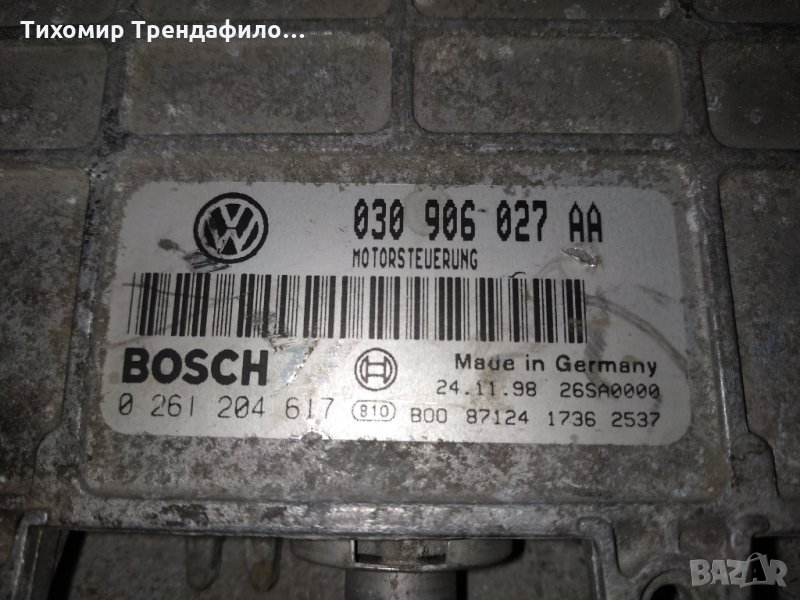 Тихомир Трендафило...
030 906 027 AA
MOTORSTEUERUNG
BOSCH
Made in Germany
24.11.98 26SA0000
0 261 204 617 810 B00 87124 1736 2537
BAZAR